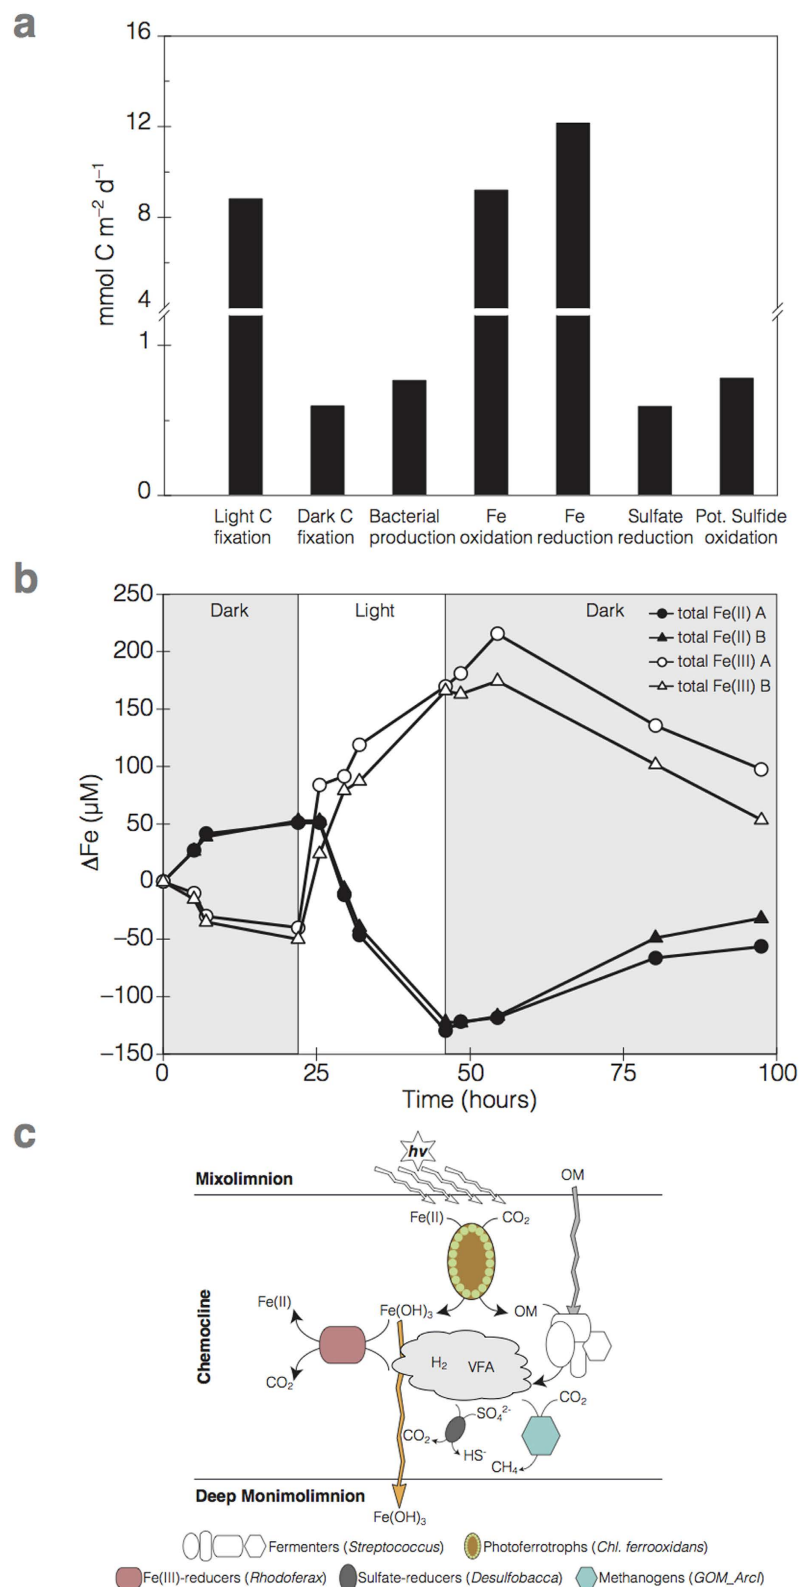 a
16
12
8
4
1
0
mmol C m⁻² d⁻¹
Light C fixation
Dark C fixation
Bacterial production
Fe oxidation
Fe reduction
Sulfate reduction
Pot. Sulfide oxidation
b
250
200
150
100
50
0
−50
−100
−150
ΔFe (µM)
Dark
Light
Dark
total Fe(II) A
total Fe(II) B
total Fe(III) A
total Fe(III) B
0 25 50 75 100
Time (hours)
c
hv
Mixolimnion
OM
Fe(II)
CO₂
Chemocline
Fe(II)
Fe(OH)₃
OM
H₂
VFA
CO₂
SO₄²⁻
CO₂
CO₂
HS⁻
CH₄
Deep Monimolimnion
Fe(OH)₃
Fermenters (Streptococcus)
Photoferrotrophs (Chl. ferrooxidans)
Fe(III)-reducers (Rhodoferax)
Sulfate-reducers (Desulfobacca)
Methanogens (GOM_ArcI)